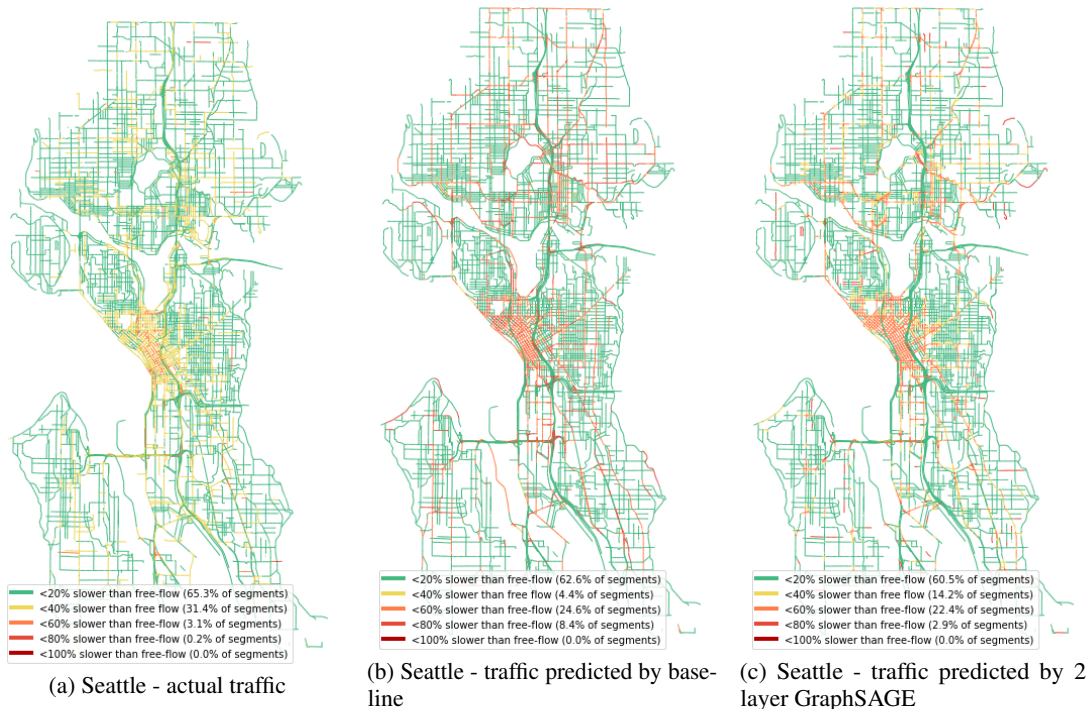 <20% slower than free-flow (65.3% of segments)
<40% slower than free flow (31.4% of segments)
<60% slower than free-flow (3.1% of segments)
<80% slower than free-flow (0.2% of segments)
<100% slower than free-flow (0.0% of segments)
(a) Seattle - actual traffic
<20% slower than free-flow (62.6% of segments)
<40% slower than free-flow (4.4% of segments)
<60% slower than free-flow (24.6% of segments)
<80% slower than free-flow (8.4% of segments)
<100% slower than free-flow (0.0% of segments)
(b) Seattle - traffic predicted by base-
line
<20% slower than free-flow (60.5% of segments)
<40% slower than free-flow (14.2% of segments)
<60% slower than free-flow (22.4% of segments)
<80% slower than free-flow (2.9% of segments)
<100% slower than free-flow (0.0% of segments)
(c) Seattle - traffic predicted by 2
layer GraphSAGE